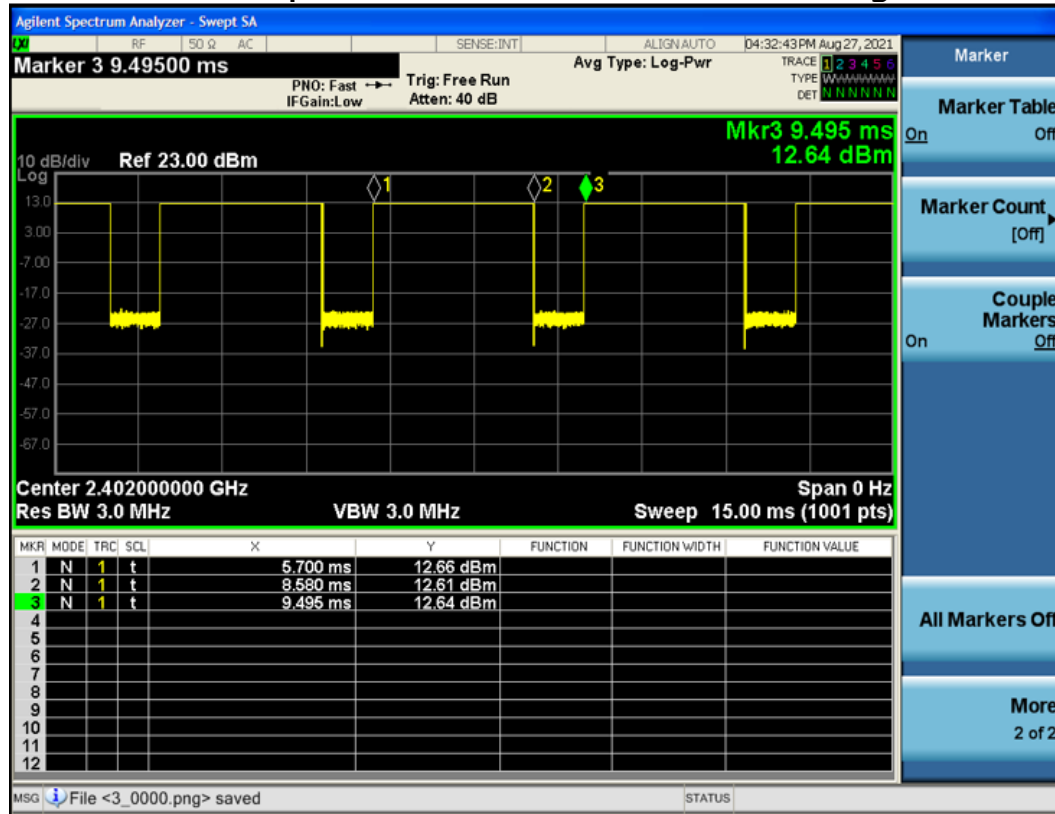 Agilent Spectrum Analyzer - Swept SA
LXI RF 50 Ω AC SENSE:INT ALIGNAUTO 04:32:43 PM Aug 27, 2021
Marker 3 9.49500 ms
PNO: Fast
IFGain:Low
Trig: Free Run
Atten: 40 dB
Avg Type: Log-Pwr
TRACE 1 2 3 4 5 6
TYPE WWWWWW
DET N N N N N N
Mkr3 9.495 ms
12.64 dBm
10 dB/div Ref 23.00 dBm
Log
1 2 3
13.0
3.00
-7.00
-17.0
-27.0
-37.0
-47.0
-57.0
-67.0
Center 2.402000000 GHz Span 0 Hz
Res BW 3.0 MHz VBW 3.0 MHz Sweep 15.00 ms (1001 pts)
MKR MODE TRC SCL X Y FUNCTION FUNCTION WIDTH FUNCTION VALUE
1 N 1 t 5.700 ms 12.66 dBm
2 N 1 t 8.580 ms 12.61 dBm
3 N 1 t 9.495 ms 12.64 dBm
4
5
6
7
8
9
10
11
12
MSG File <3_0000.png> saved STATUS
Marker
Marker Table
On Off
Marker Count
[Off]
Couple
Markers
On Off
All Markers Off
More
2 of 2